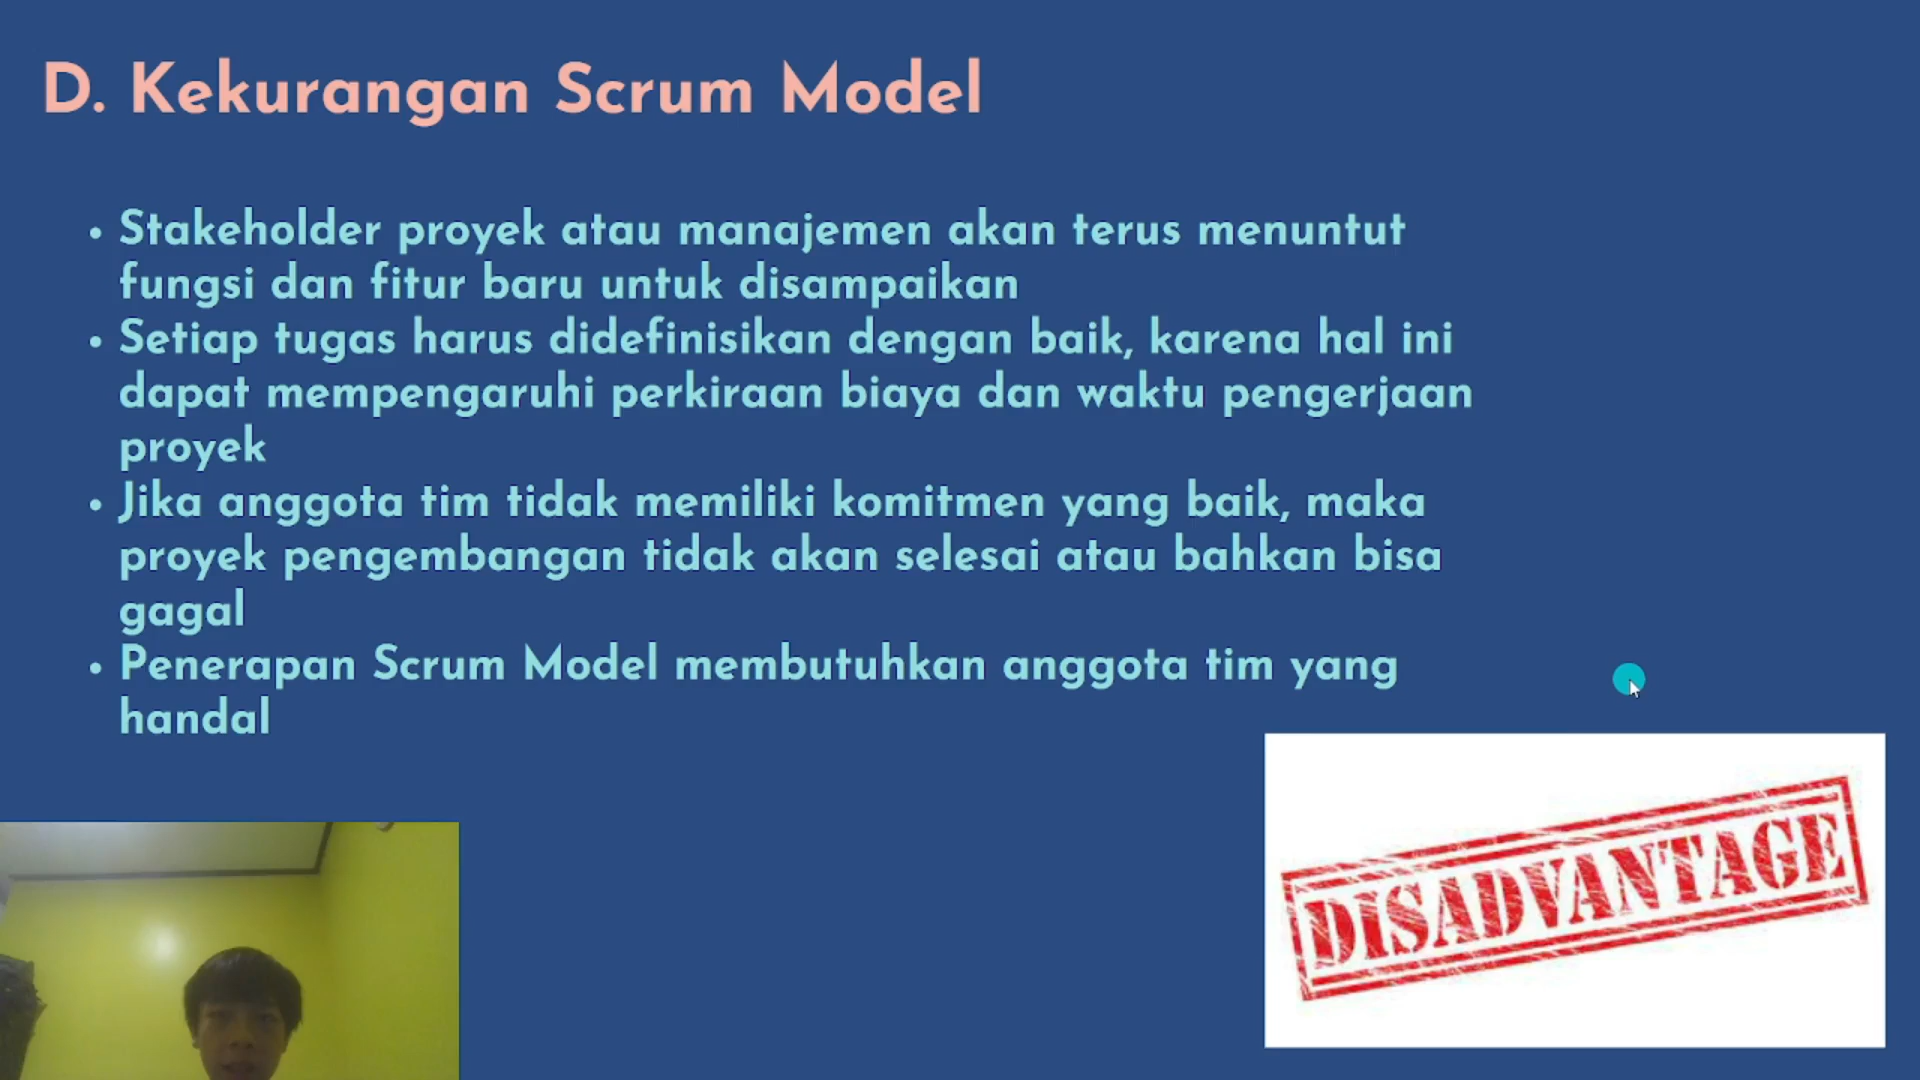 D. Kekurangan Scrum Model
• Stakeholder proyek atau manajemen akan terus menuntut
fungsi dan fitur baru untuk disampaikan
• Setiap tugas harus didefinisikan dengan baik, karena hal ini
dapat mempengaruhi perkiraan biaya dan waktu pengerjaan
proyek
• Jika anggota tim tidak memiliki komitmen yang baik, maka
proyek pengembangan tidak akan selesai atau bahkan bisa
gagal
• Penerapan Scrum Model membutuhkan anggota tim yang
handal
DISADVANTAGE